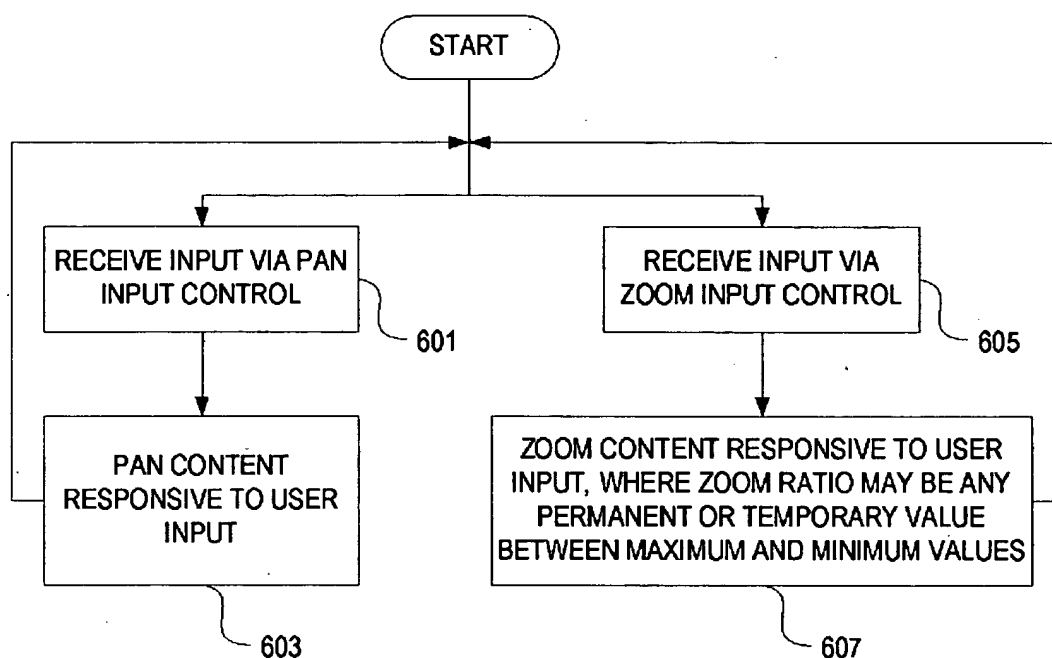 START
RECEIVE INPUT VIA PAN
INPUT CONTROL
601
RECEIVE INPUT VIA
ZOOM INPUT CONTROL
605
PAN CONTENT
RESPONSIVE TO USER
INPUT
603
ZOOM CONTENT RESPONSIVE TO USER
INPUT, WHERE ZOOM RATIO MAY BE ANY
PERMANENT OR TEMPORARY VALUE
BETWEEN MAXIMUM AND MINIMUM VALUES
607